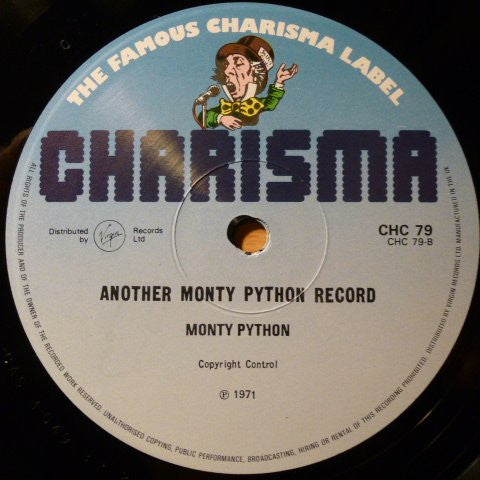 THE FAMOUS CHARISMA LABEL
CHARISMA
Distributed
by
Virgin
Records
Ltd
CHC 79
CHC 79-B
ANOTHER MONTY PYTHON RECORD
MONTY PYTHON
Copyright Control
℗ 1971
ALL RIGHTS OF THE PRODUCER AND OF THE OWNER OF THE RECORDED WORK RESERVED. UNAUTHORISED COPYING, PUBLIC PERFORMANCE, BROADCASTING, HIRING OR RENTAL OF THIS RECORDING PROHIBITED. DISTRIBUTED BY VIRGIN RECORDS LTD. MANUFACTURED IN THE UK